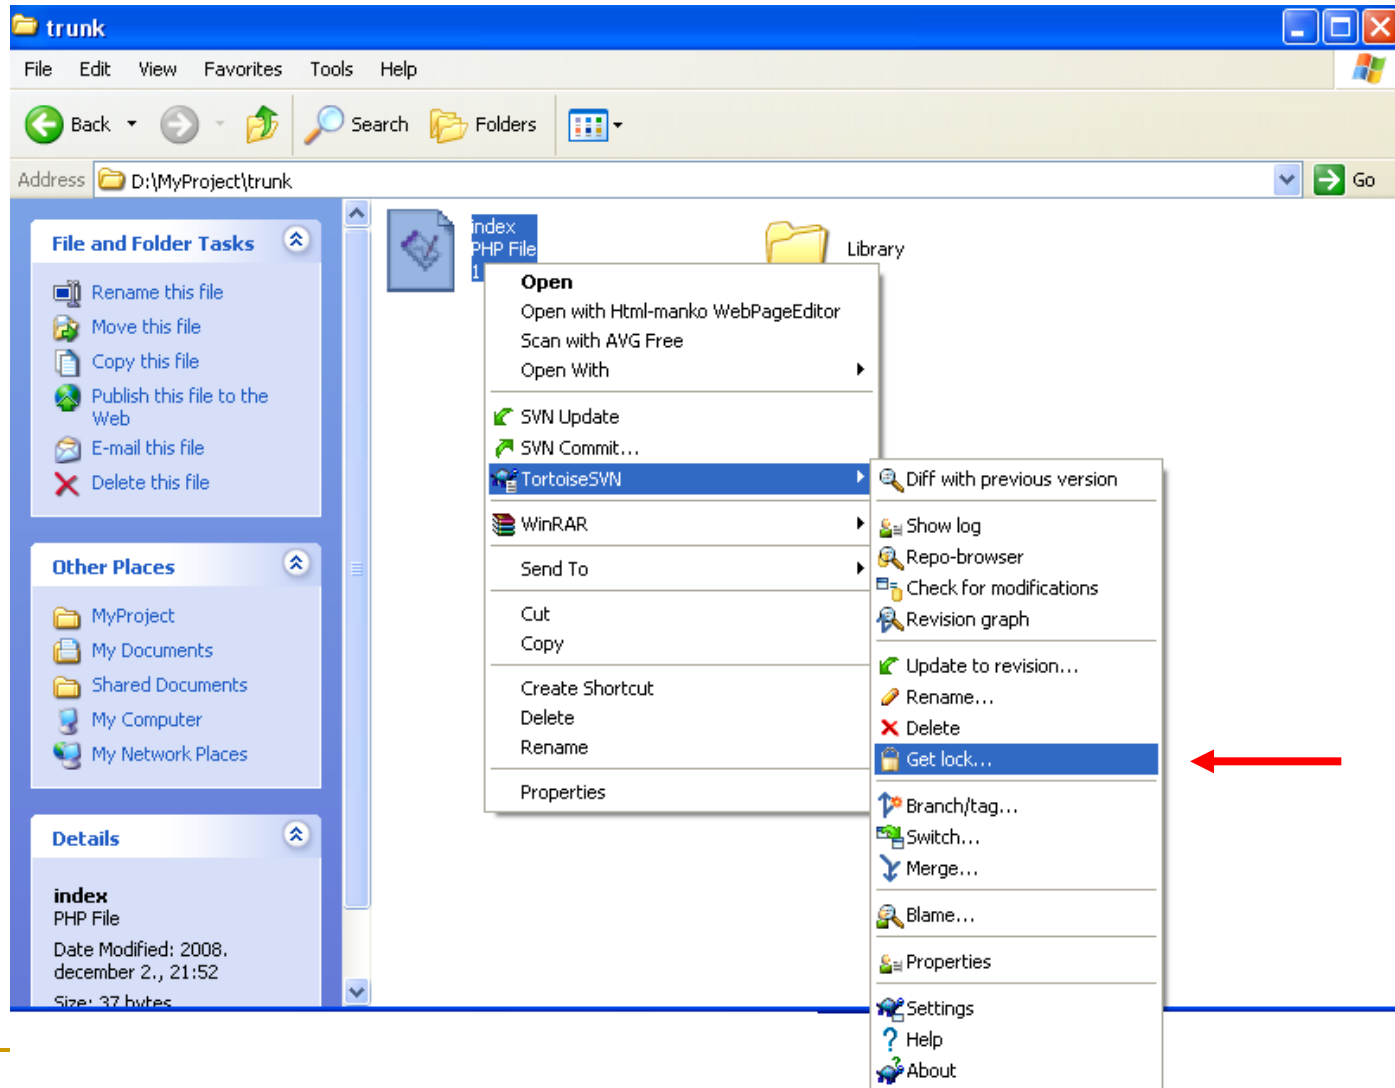 trunk
File Edit View Favorites Tools Help
Back Search Folders
Address D:\MyProject\trunk Go
File and Folder Tasks
Rename this file
Move this file
Copy this file
Publish this file to the
Web
E-mail this file
Delete this file
Other Places
MyProject
My Documents
Shared Documents
My Computer
My Network Places
Details
index
PHP File
Date Modified: 2008.
december 2., 21:52
Size: 37 bytes
index
PHP File
1
Library
Open
Open with Html-manko WebPageEditor
Scan with AVG Free
Open With
SVN Update
SVN Commit...
TortoiseSVN
WinRAR
Send To
Cut
Copy
Create Shortcut
Delete
Rename
Properties
Diff with previous version
Show log
Repo-browser
Check for modifications
Revision graph
Update to revision...
Rename...
Delete
Get lock...
Branch/tag...
Switch...
Merge...
Blame...
Properties
Settings
Help
About